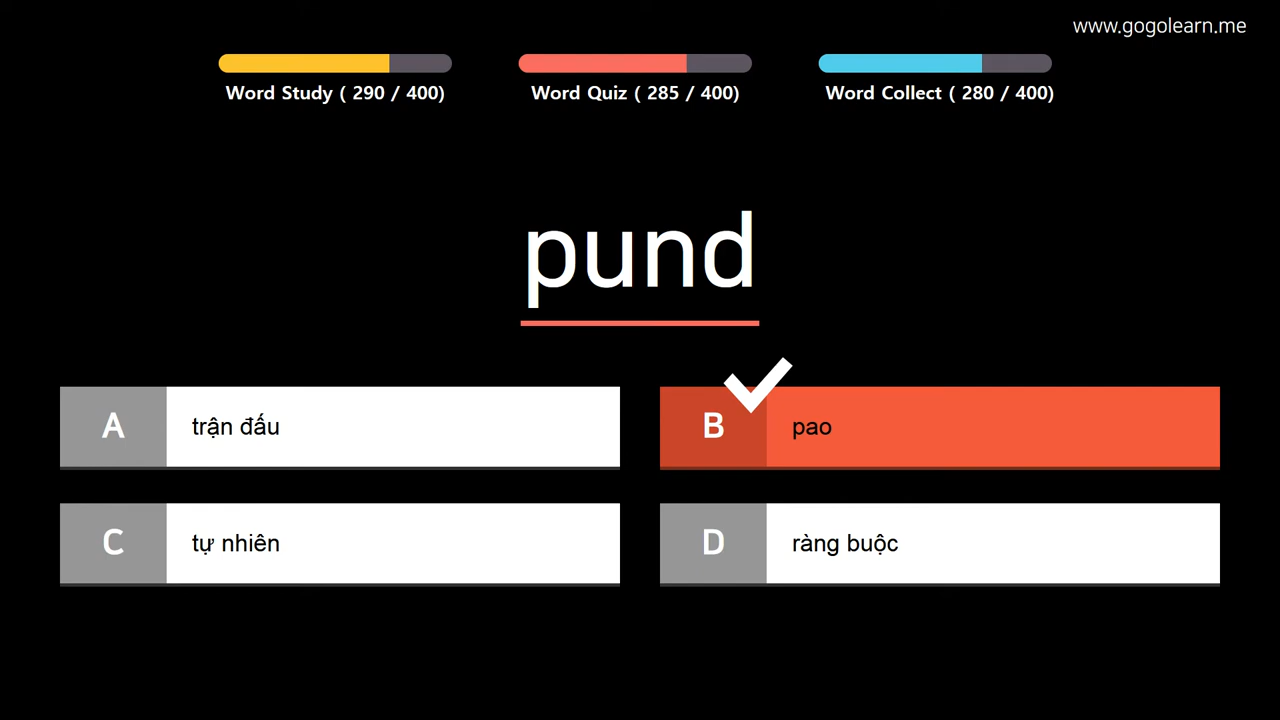 www.gogolearn.me
Word Study ( 290 / 400)
Word Quiz ( 285 / 400)
Word Collect ( 280 / 400)
pund
A
trận đấu
B
pao
C
tự nhiên
D
ràng buộc